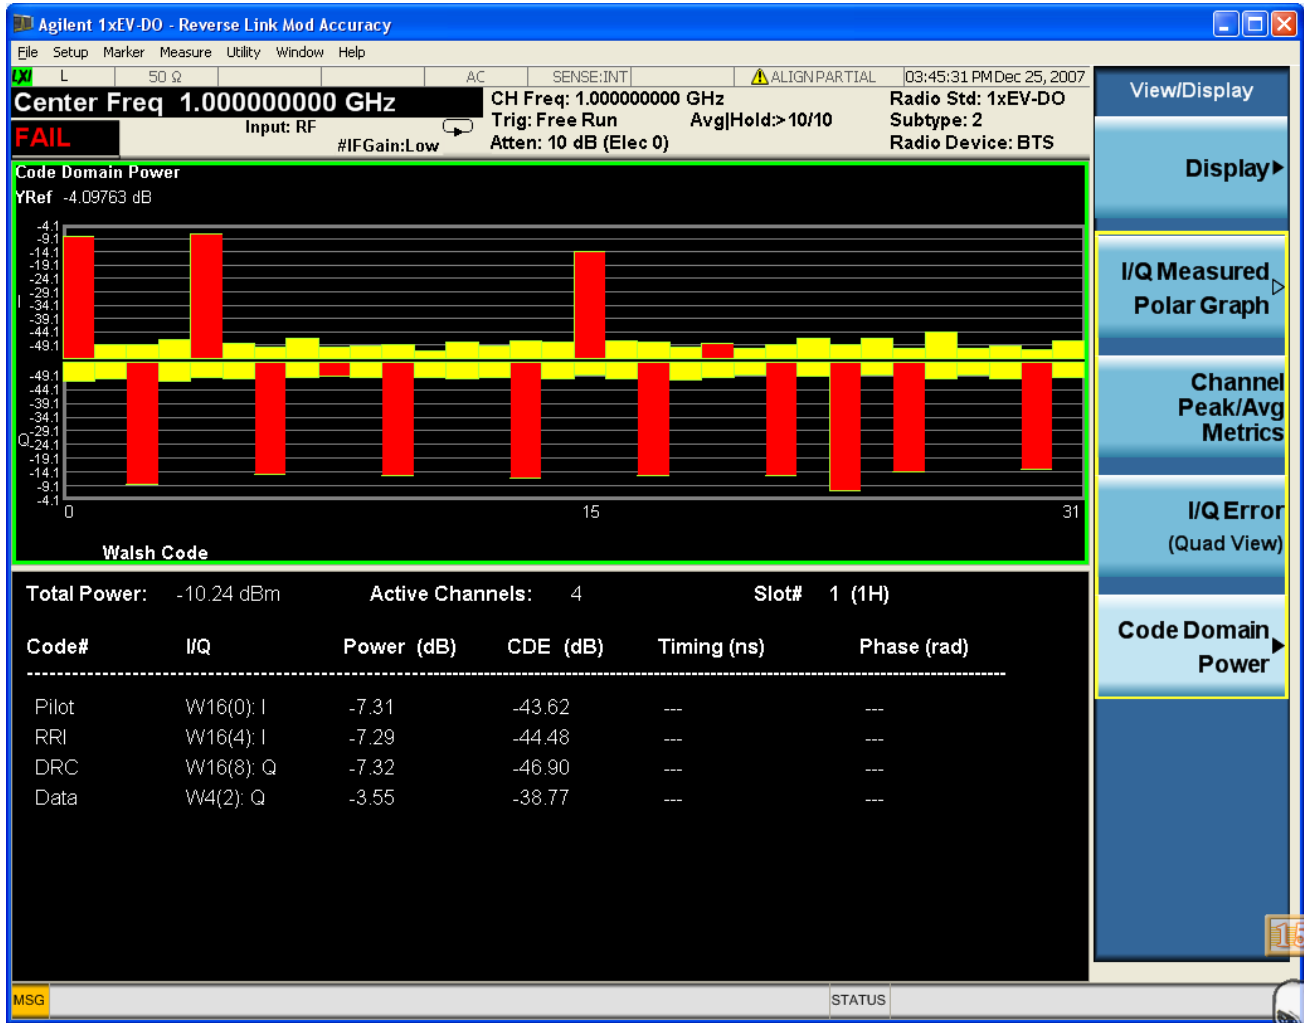 Agilent 1xEV-DO - Reverse Link Mod Accuracy
File Setup Marker Measure Utility Window Help
LXI L 50 Ω AC SENSE:INT ALIGN PARTIAL 03:45:31 PM Dec 25, 2007
Center Freq 1.000000000 GHz
CH Freq: 1.000000000 GHz Radio Std: 1xEV-DO
Input: RF Trig: Free Run Avg|Hold:>10/10 Subtype: 2
FAIL #IFGain:Low Atten: 10 dB (Elec 0) Radio Device: BTS
Code Domain Power
YRef -4.09763 dB
-4.1
-9.1
-14.1
-19.1
-24.1
-29.1
I -34.1
-39.1
-44.1
-49.1
-49.1
-44.1
-39.1
-34.1
-29.1
Q -24.1
-19.1
-14.1
-9.1
-4.1
0 15 31
Walsh Code
Total Power: -10.24 dBm Active Channels: 4 Slot# 1 (1H)
Code# I/Q Power (dB) CDE (dB) Timing (ns) Phase (rad)
Pilot W16(0): I -7.31 -43.62 --- ---
RRI W16(4): I -7.29 -44.48 --- ---
DRC W16(8): Q -7.32 -46.90 --- ---
Data W4(2): Q -3.55 -38.77 --- ---
View/Display
Display
I/Q Measured
Polar Graph
Channel
Peak/Avg
Metrics
I/Q Error
(Quad View)
Code Domain
Power
MSG STATUS